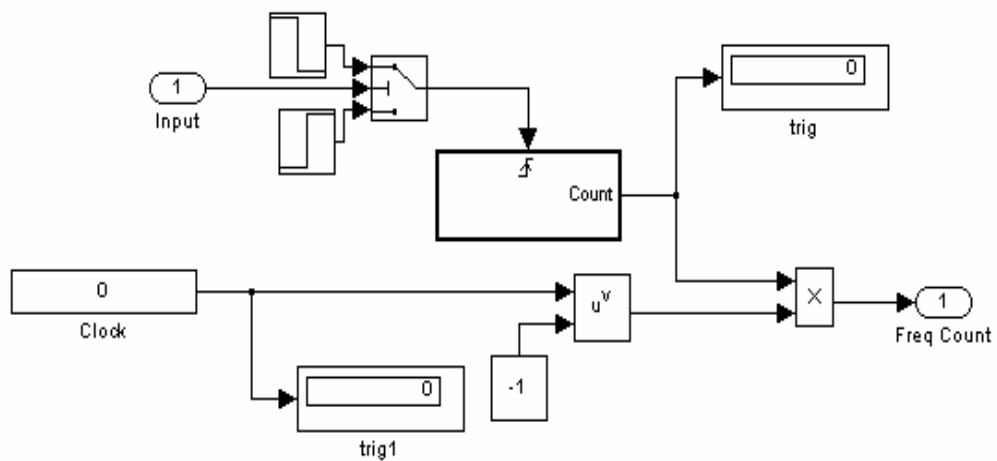 0
trig
1
Input
Count
0
Clock
u^v
X
1
Freq Count
-1
0
trig1